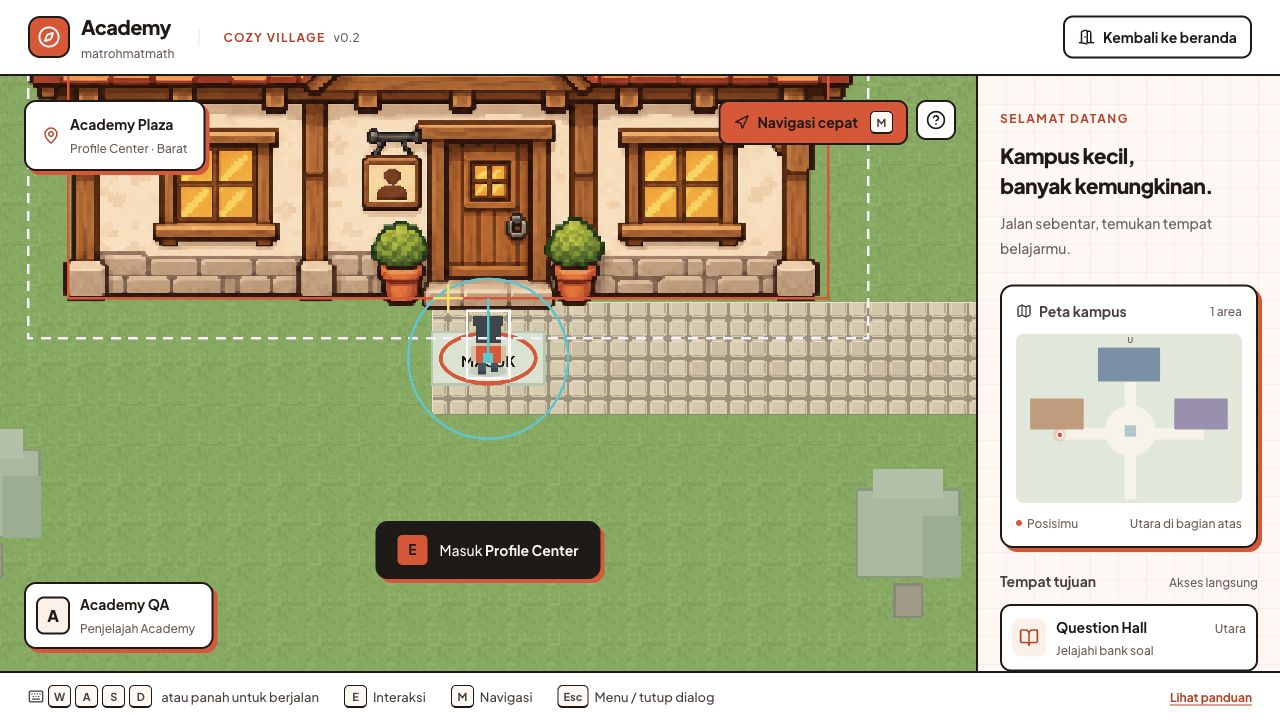 Academy
matrohmatmath
COZY VILLAGE v0.2
Kembali ke beranda
Academy Plaza
Profile Center · Barat
Navigasi cepat M
SELAMAT DATANG
Kampus kecil,
banyak kemungkinan.
Jalan sebentar, temukan tempat
belajarmu.
Peta kampus 1 area
U
Posisimu Utara di bagian atas
E Masuk Profile Center
A
Academy QA
Penjelajah Academy
Tempat tujuan Akses langsung
Question Hall Utara
Jelajahi bank soal
W A S D atau panah untuk berjalan E Interaksi M Navigasi Esc Menu / tutup dialog
Lihat panduan